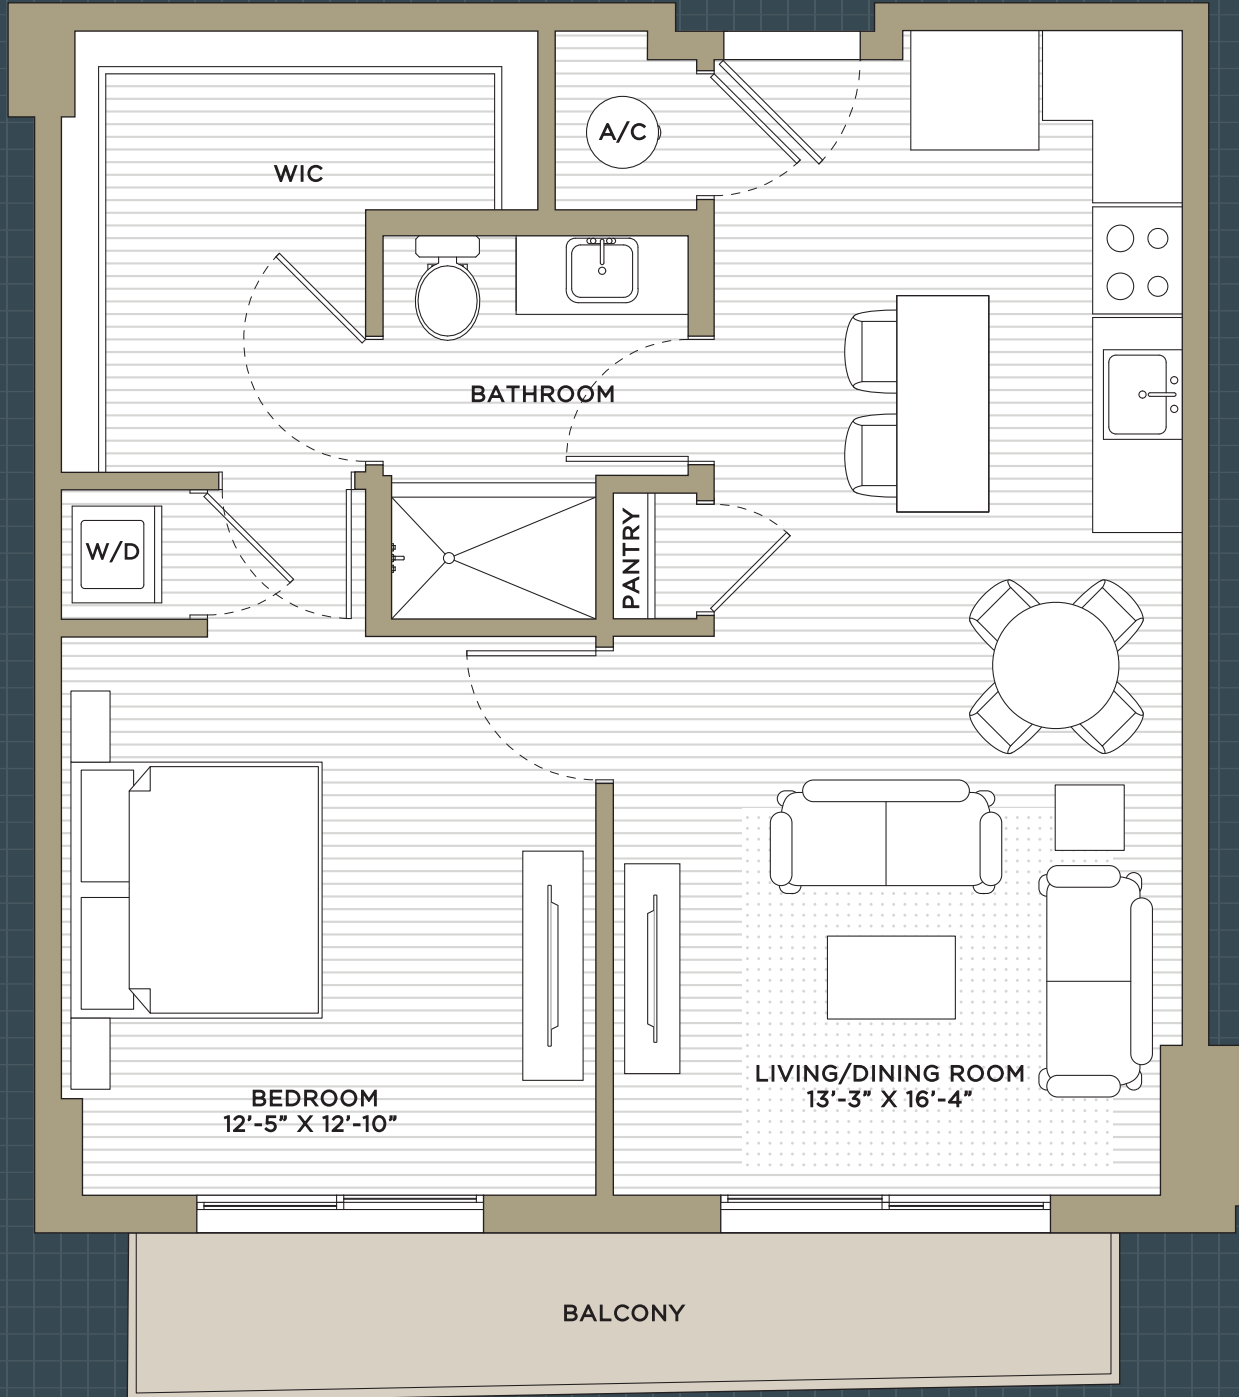 A/C
WIC
BATHROOM
W/D
PANTRY
LIVING/DINING ROOM
13’-3” X 16’-4”
BEDROOM
12’-5” X 12’-10”
BALCONY